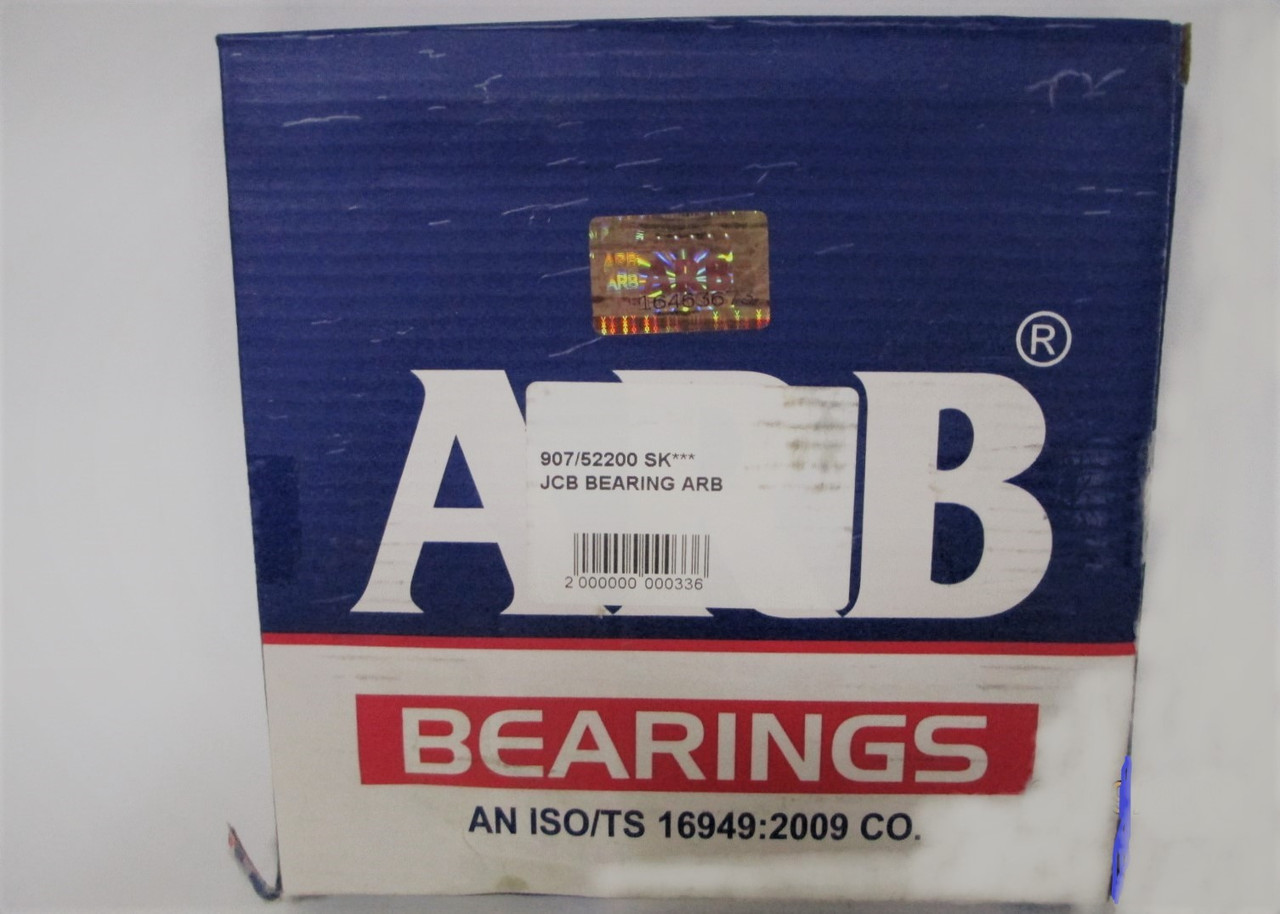 ARB
ARB
ARB
®
ARB
907/52200 SK***
JCB BEARING ARB
2 000000 000336
BEARINGS
AN ISO/TS 16949:2009 CO.